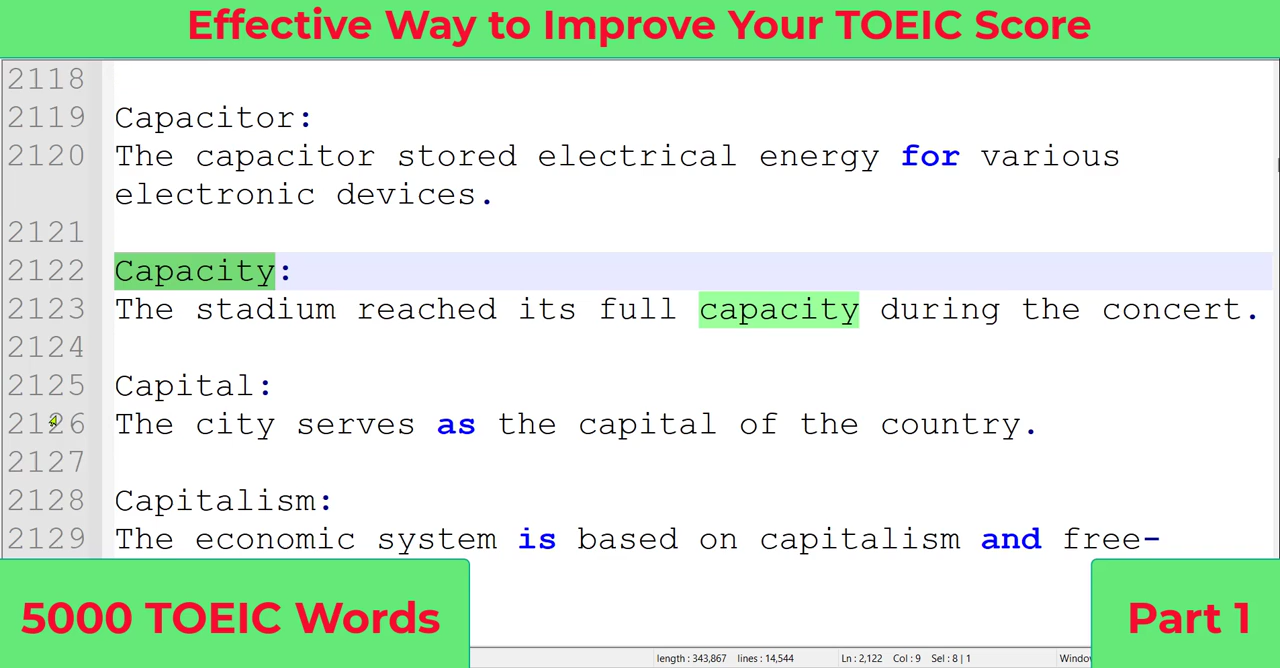 Effective Way to Improve Your TOEIC Score
2118
2119 Capacitor:
2120 The capacitor stored electrical energy for various
electronic devices.
2121
2122 Capacity:
2123 The stadium reached its full capacity during the concert.
2124
2125 Capital:
2126 The city serves as the capital of the country.
2127
2128 Capitalism:
2129 The economic system is based on capitalism and free-
5000 TOEIC Words
Part 1
length : 343,867 lines : 14,544 Ln : 2,122 Col : 9 Sel : 8 | 1 Window